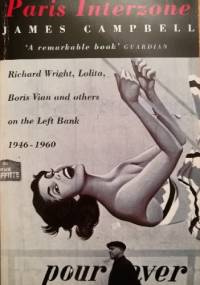 Paris Interzone
JAMES CAMPBELL
'A remarkable book' GUARDIAN
Richard Wright, Lolita,
Boris Vian and others
on the Left Bank
1946-1960
pour
ver